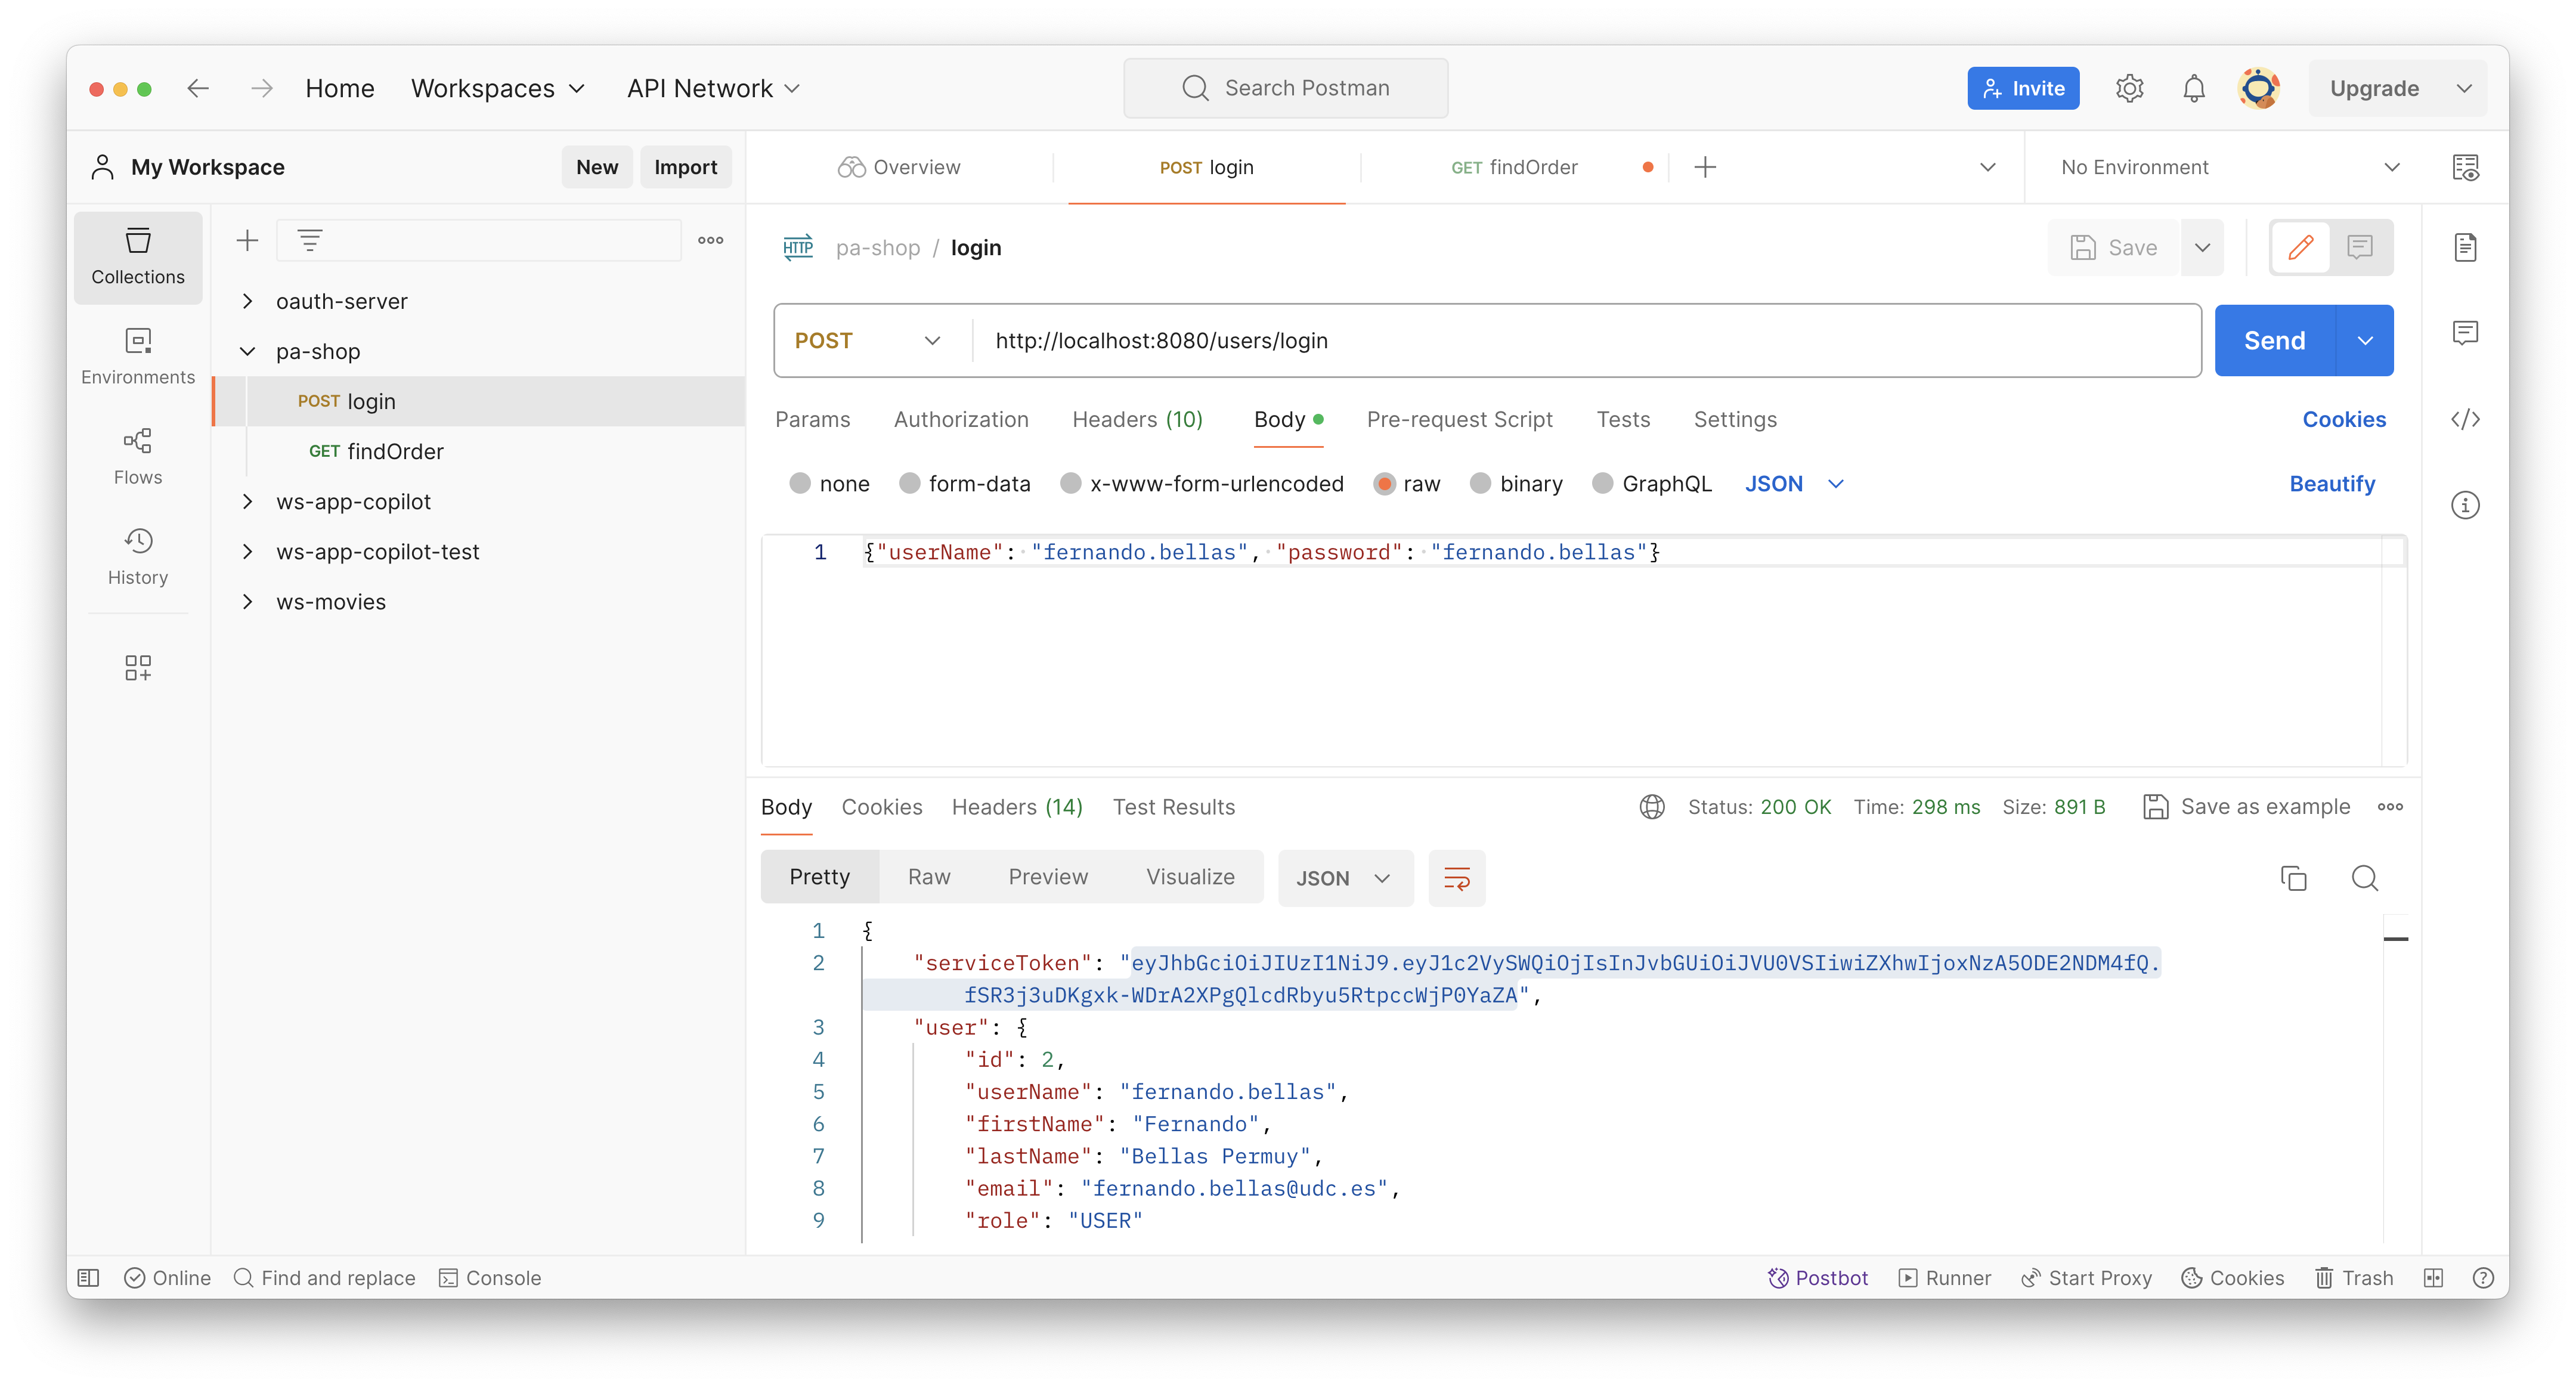 Home Workspaces API Network Search Postman Invite Upgrade
My Workspace New Import
Overview POST login GET findOrder No Environment
Collections
Environments
Flows
History
oauth-server
pa-shop
POST login
GET findOrder
ws-app-copilot
ws-app-copilot-test
ws-movies
HTTP pa-shop / login Save
POST http://localhost:8080/users/login Send
Params Authorization Headers (10) Body Pre-request Script Tests Settings Cookies
none form-data x-www-form-urlencoded raw binary GraphQL JSON Beautify
1 {"userName": "fernando.bellas", "password": "fernando.bellas"}
Body Cookies Headers (14) Test Results Status: 200 OK Time: 298 ms Size: 891 B Save as example
Pretty Raw Preview Visualize JSON
1 {
2 "serviceToken": "eyJhbGciOiJIUzI1NiJ9.eyJ1c2VySWQiOjIsInJvbGUiOiJVU0VSIiwiZXhwIjoxNzA5ODE2NDM4fQ.
fSR3j3uDKgxk-WDrA2XPgQlcdRbyu5RtpccWjP0YaZA",
3 "user": {
4 "id": 2,
5 "userName": "fernando.bellas",
6 "firstName": "Fernando",
7 "lastName": "Bellas Permuy",
8 "email": "fernando.bellas@udc.es",
9 "role": "USER"
Online Find and replace Console Postbot Runner Start Proxy Cookies Trash